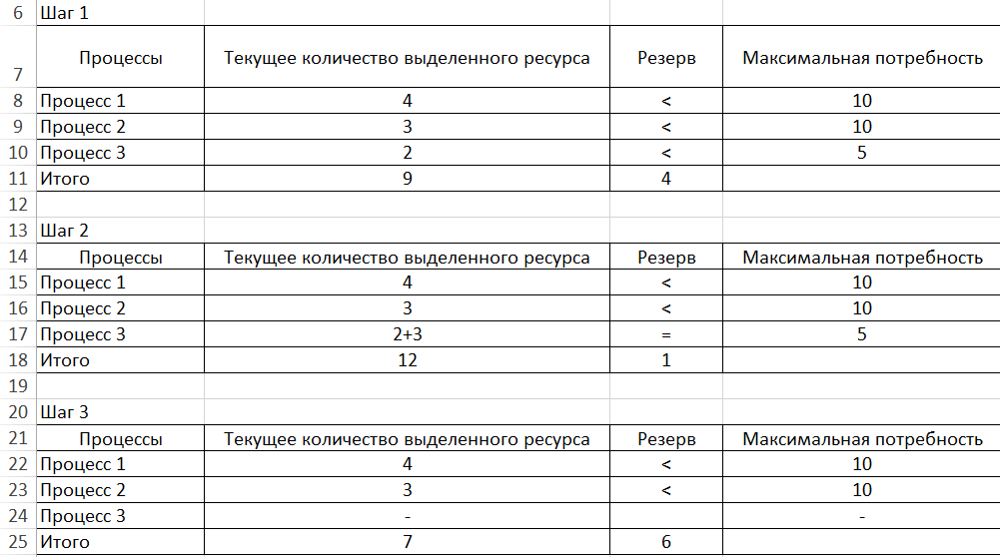 6 Шаг 1
7 Процессы Текущее количество выделенного ресурса Резерв Максимальная потребность
8 Процесс 1 4 < 10
9 Процесс 2 3 < 10
10 Процесс 3 2 < 5
11 Итого 9 4
12
13 Шаг 2
14 Процессы Текущее количество выделенного ресурса Резерв Максимальная потребность
15 Процесс 1 4 < 10
16 Процесс 2 3 < 10
17 Процесс 3 2+3 = 5
18 Итого 12 1
19
20 Шаг 3
21 Процессы Текущее количество выделенного ресурса Резерв Максимальная потребность
22 Процесс 1 4 < 10
23 Процесс 2 3 < 10
24 Процесс 3 - -
25 Итого 7 6